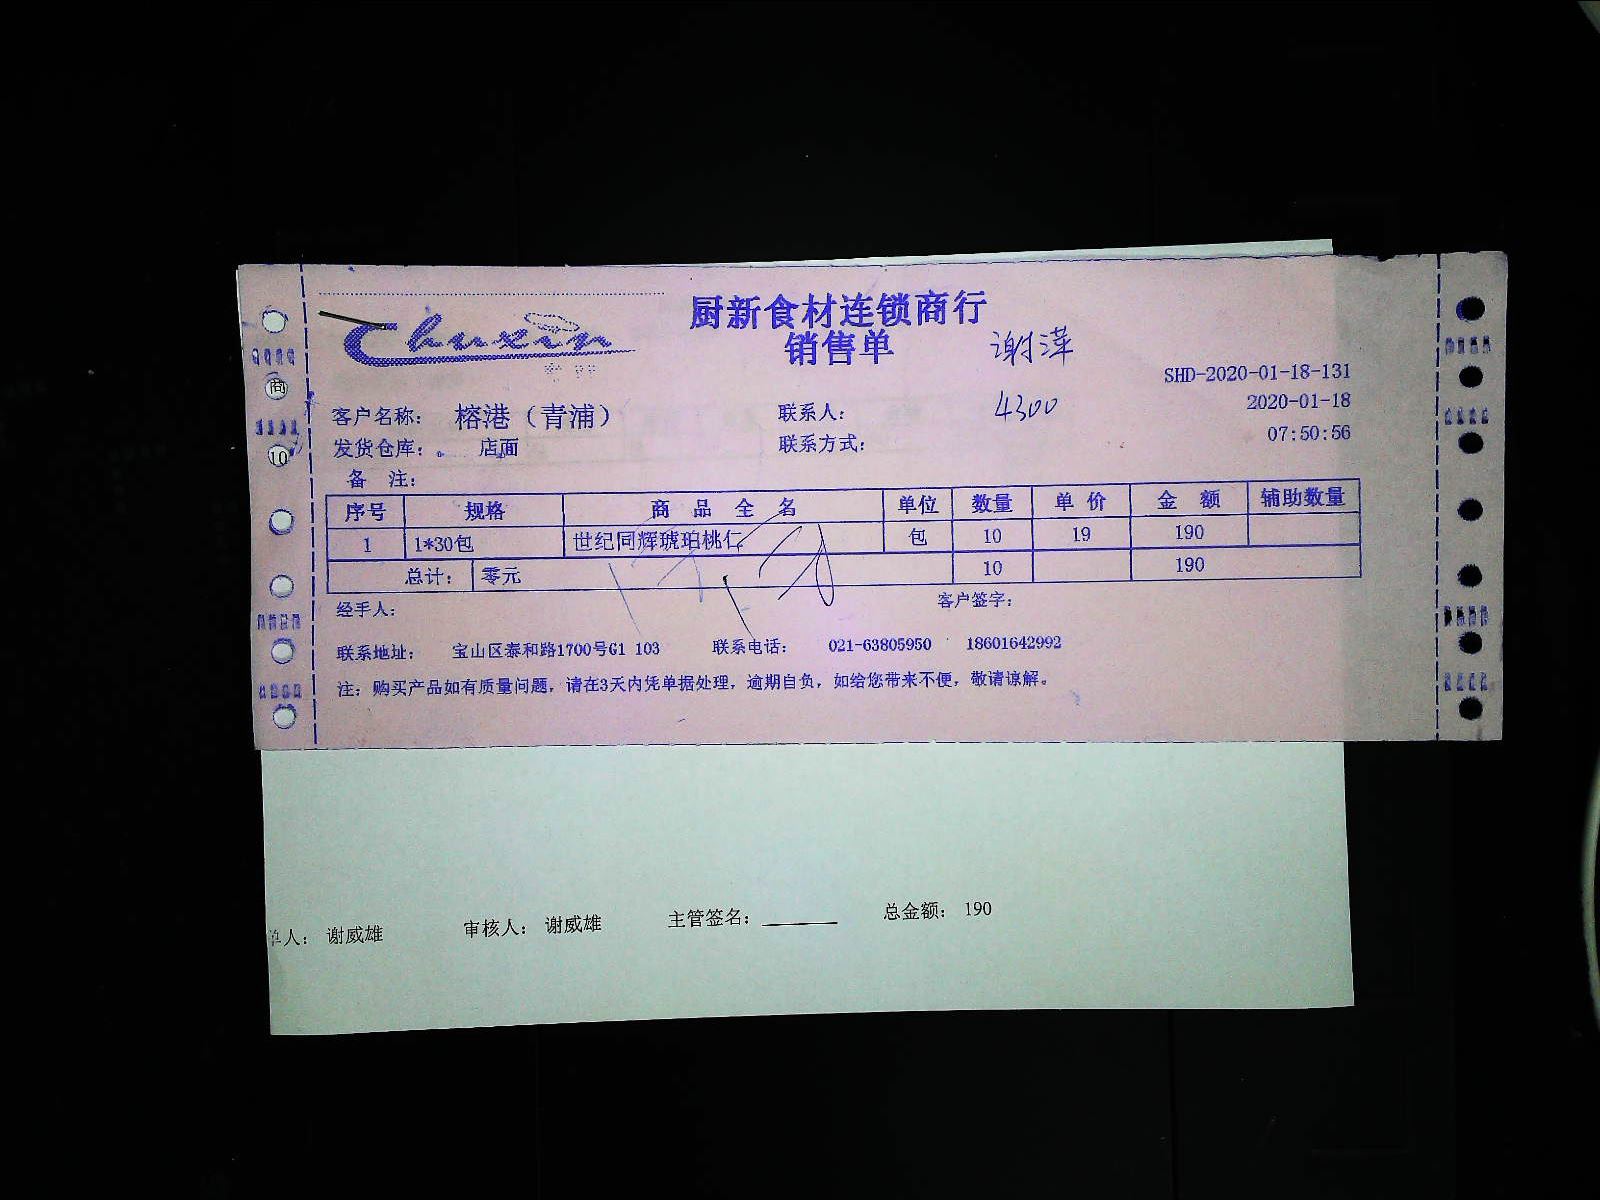 Chuxin
厨新食材连锁商行
销售单
谢萍
SHD-2020-01-18-131
客户名称： 榕港（青浦） 联系人： 4300 2020-01-18
发货仓库： 店面 联系方式： 07:50:56
备 注：
序号 规格 商 品 全 名 单位 数量 单 价 金 额 辅助数量
1 1*30包 世纪同辉琥珀桃仁 包 10 19 190
总计： 零元 10 190
经手人： 客户签字：
联系地址： 宝山区泰和路1700号G1 103 联系电话： 021-63805950 18601642992
注：购买产品如有质量问题，请在3天内凭单据处理，逾期自负，如给您带来不便，敬请谅解。
商
10
单人： 谢威雄 审核人： 谢威雄 主管签名： 总金额： 190